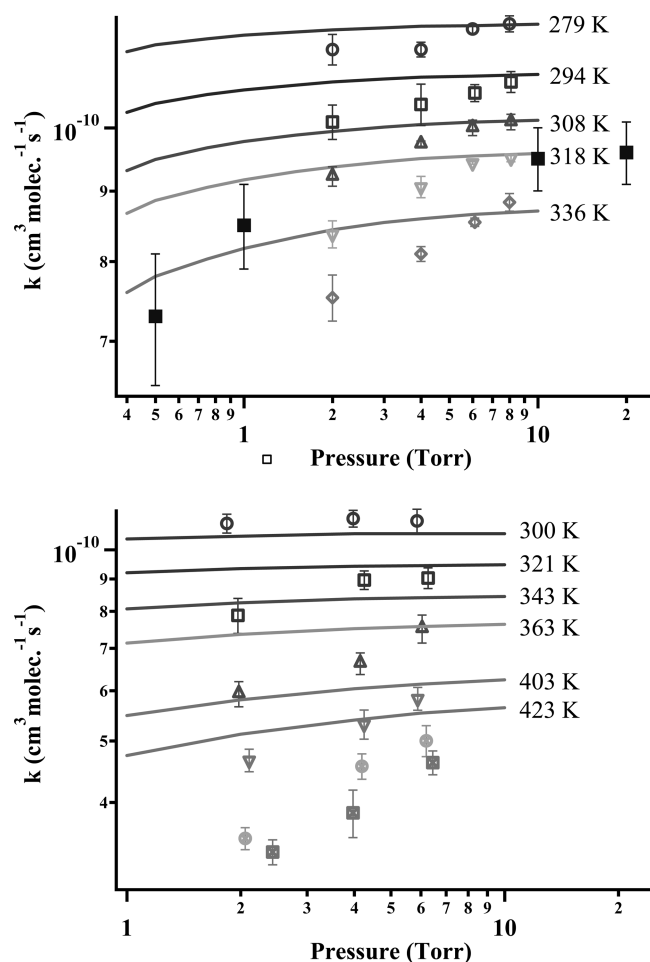 279 K
294 K
10⁻¹⁰
308 K
318 K
9
336 K
8
7
k (cm³ molec.⁻¹ s⁻¹)
4 5 6 7 8 9 2 3 4 5 6 7 8 9 2
1 10
Pressure (Torr)
300 K
10⁻¹⁰
321 K
9
343 K
8
363 K
7
403 K
6
423 K
5
4
k (cm³ molec.⁻¹ s⁻¹)
2 3 4 5 6 7 8 9 2
1 10
Pressure (Torr)